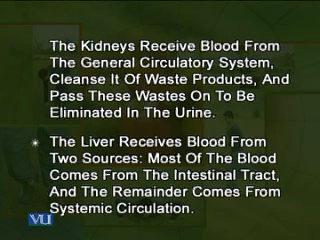 The Kidneys Receive Blood From
The General Circulatory System,
Cleanse It Of Waste Products, And
Pass These Wastes On To Be
Eliminated In The Urine.
* The Liver Receives Blood From
Two Sources: Most Of The Blood
Comes From The Intestinal Tract,
And The Remainder Comes From
Systemic Circulation.
VU